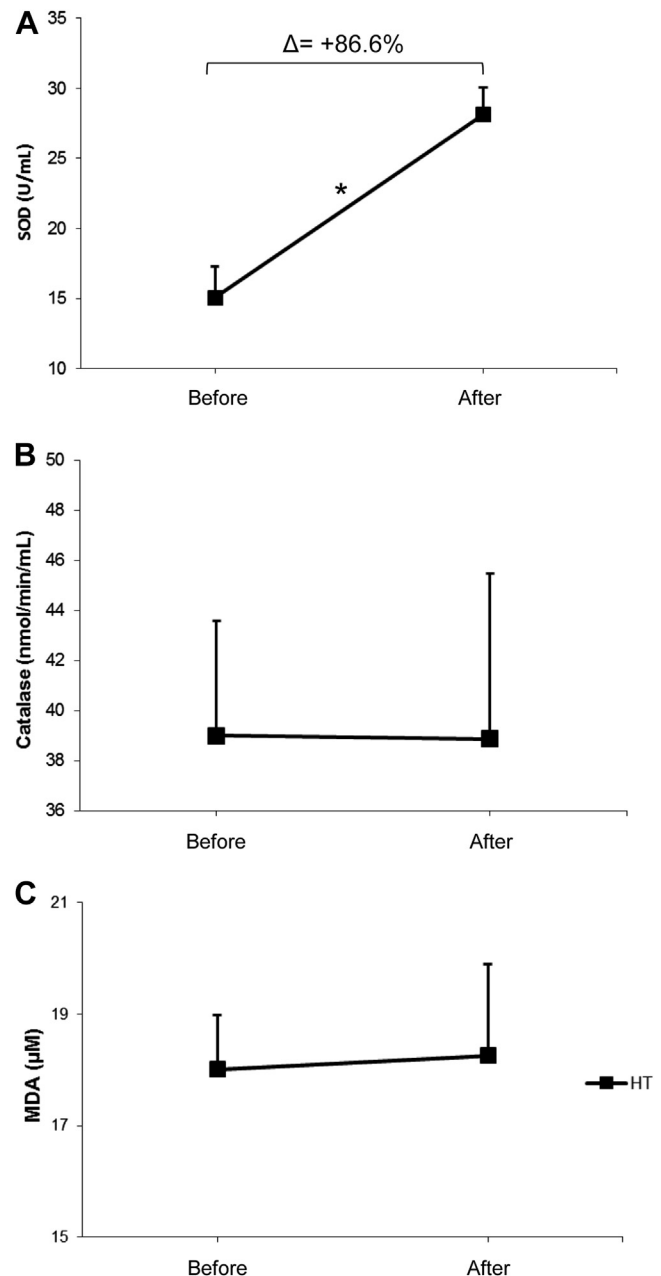 A
Δ= +86.6%
SOD (U/mL)
35
30
25
20
15
10
*
Before After
B
Catalase (nmol/min/mL)
50
48
46
44
42
40
38
36
Before After
C
MDA (µM)
21
19
17
15
HT
Before After